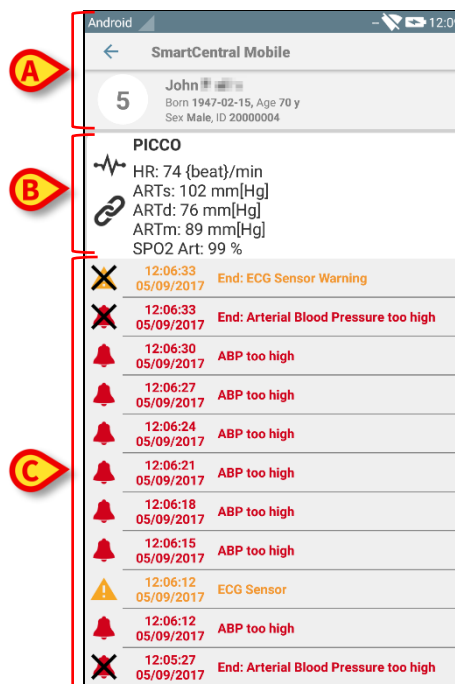 Android
12:09
SmartCentral Mobile
A
5
John
Born 1947-02-15, Age 70 y
Sex Male, ID 20000004
PICCO
B
HR: 74 {beat}/min
ARTs: 102 mm[Hg]
ARTd: 76 mm[Hg]
ARTm: 89 mm[Hg]
SPO2 Art: 99 %
12:06:33
05/09/2017
End: ECG Sensor Warning
12:06:33
05/09/2017
End: Arterial Blood Pressure too high
12:06:30
05/09/2017
ABP too high
12:06:27
05/09/2017
ABP too high
12:06:24
05/09/2017
ABP too high
C
12:06:21
05/09/2017
ABP too high
12:06:18
05/09/2017
ABP too high
12:06:15
05/09/2017
ABP too high
12:06:12
05/09/2017
ECG Sensor
12:06:12
05/09/2017
ABP too high
12:05:27
05/09/2017
End: Arterial Blood Pressure too high